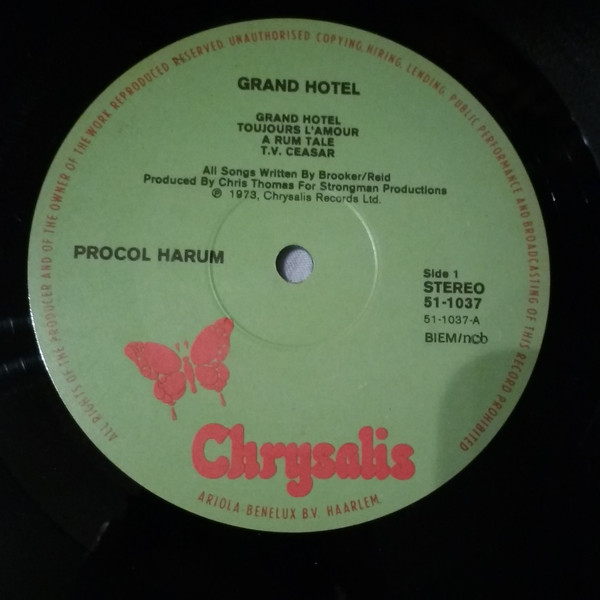 ALL RIGHTS OF THE PRODUCER AND OF THE OWNER OF THE WORK REPRODUCED RESERVED. UNAUTHORISED COPYING, HIRING, LENDING, PUBLIC PERFORMANCE AND BROADCASTING OF THIS RECORD PROHIBITED
GRAND HOTEL
GRAND HOTEL
TOUJOURS L'AMOUR
A RUM TALE
T.V. CEASAR
All Songs Written By Brooker/Reid
Produced By Chris Thomas For Strongman Productions
℗ 1973, Chrysalis Records Ltd.
PROCOL HARUM
Side 1
STEREO
51-1037
51-1037-A
BIEM/ncb
Chrysalis
ARIOLA-BENELUX B.V. HAARLEM.